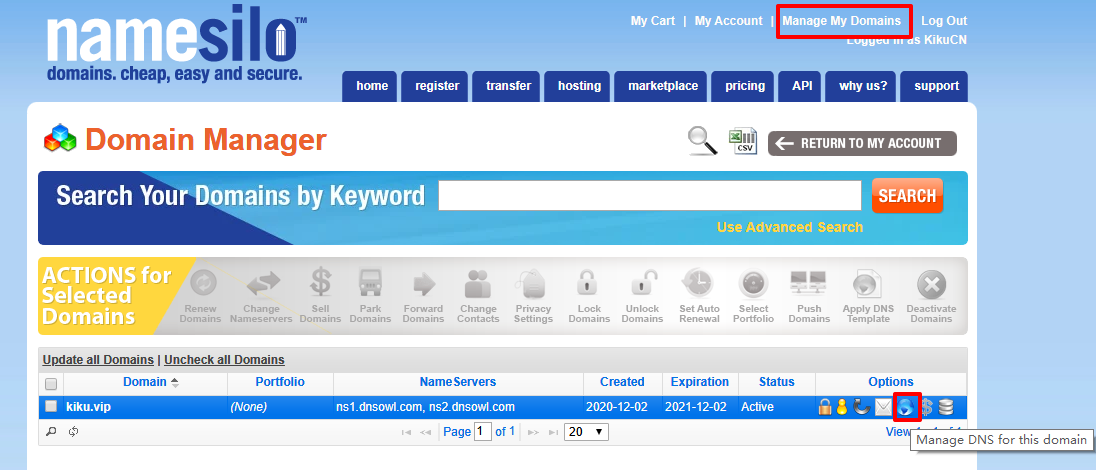 namesilo™
domains. cheap, easy and secure.
My Cart | My Account | Manage My Domains Log Out
Logged in as KikuCN
home register transfer hosting marketplace pricing API why us? support
Domain Manager
CSV
RETURN TO MY ACCOUNT
Search Your Domains by Keyword
SEARCH
Use Advanced Search
ACTIONS for
Selected
Domains
Renew
Domains
Change
Nameservers
Sell
Domains
Park
Domains
Forward
Domains
Change
Contacts
Privacy
Settings
Lock
Domains
Unlock
Domains
Set Auto
Renewal
Select
Portfolio
Push
Domains
Apply DNS
Template
Deactivate
Domains
Update all Domains | Uncheck all Domains
Domain Portfolio NameServers Created Expiration Status Options
kiku.vip (None) ns1.dnsowl.com, ns2.dnsowl.com 2020-12-02 2021-12-02 Active
Page 1 of 1 20 View
Manage DNS for this domain